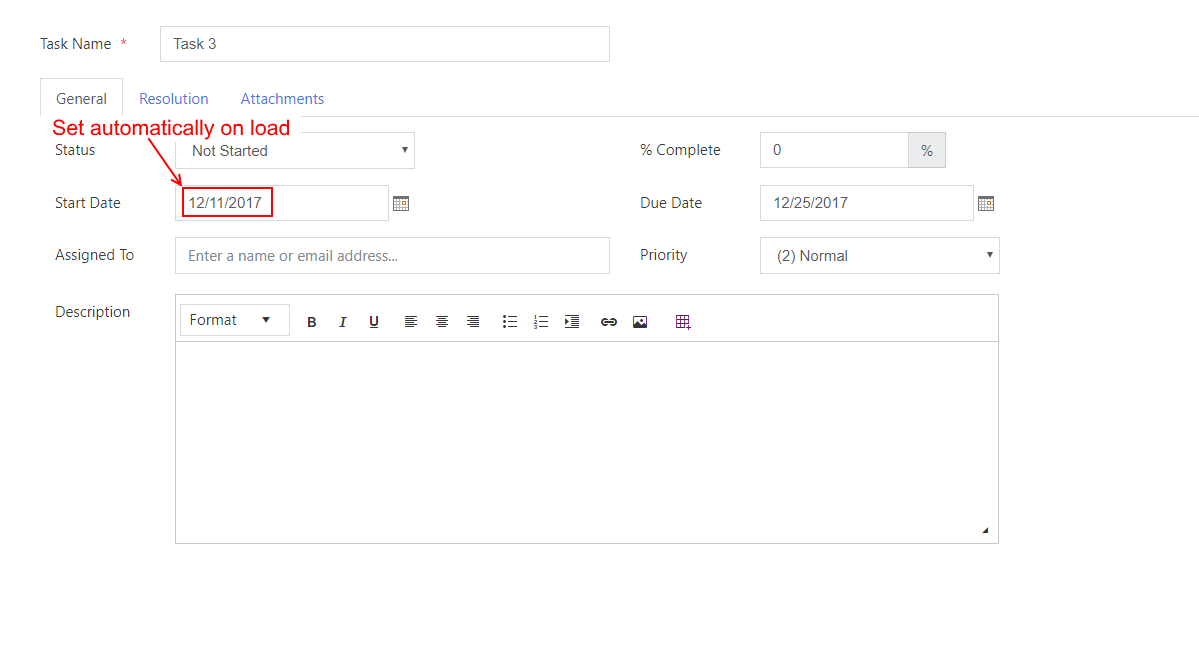 Task Name * Task 3
General Resolution Attachments
Set automatically on load
Status Not Started % Complete 0 %
Start Date 12/11/2017 Due Date 12/25/2017
Assigned To Enter a name or email address... Priority (2) Normal
Description Format B I U